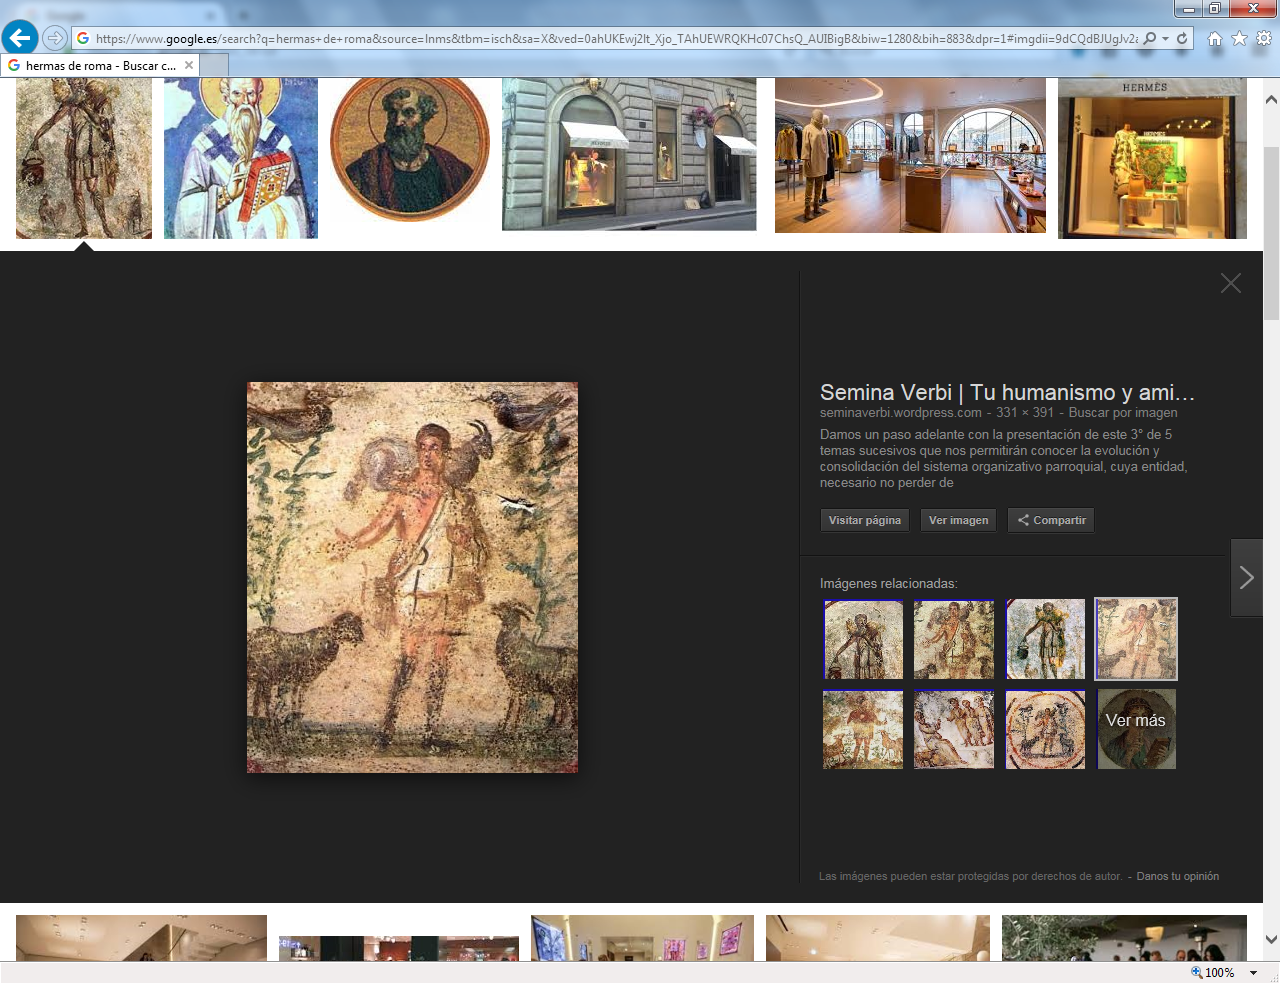 https://www.google.es/search?q=hermas+de+roma&source=lnms&tbm=isch&sa=X&ved=0ahUKEwj2lt_Xjo_TAhUEWRQKHc07ChsQ_AUIBigB&biw=1280&bih=883&dpr=1#imgdii=9dCQdBJUgJv2a
hermas de roma - Buscar c...
HERMÈS
HERMES
Semina Verbi | Tu humanismo y ami…
seminaverbi.wordpress.com - 331 × 391 - Buscar por imagen
Damos un paso adelante con la presentación de este 3° de 5
temas sucesivos que nos permitirán conocer la evolución y
consolidación del sistema organizativo parroquial, cuya entidad,
necesario no perder de
Visitar página Ver imagen Compartir
Imágenes relacionadas:
Ver más
Las imágenes pueden estar protegidas por derechos de autor. - Danos tu opinión
100%